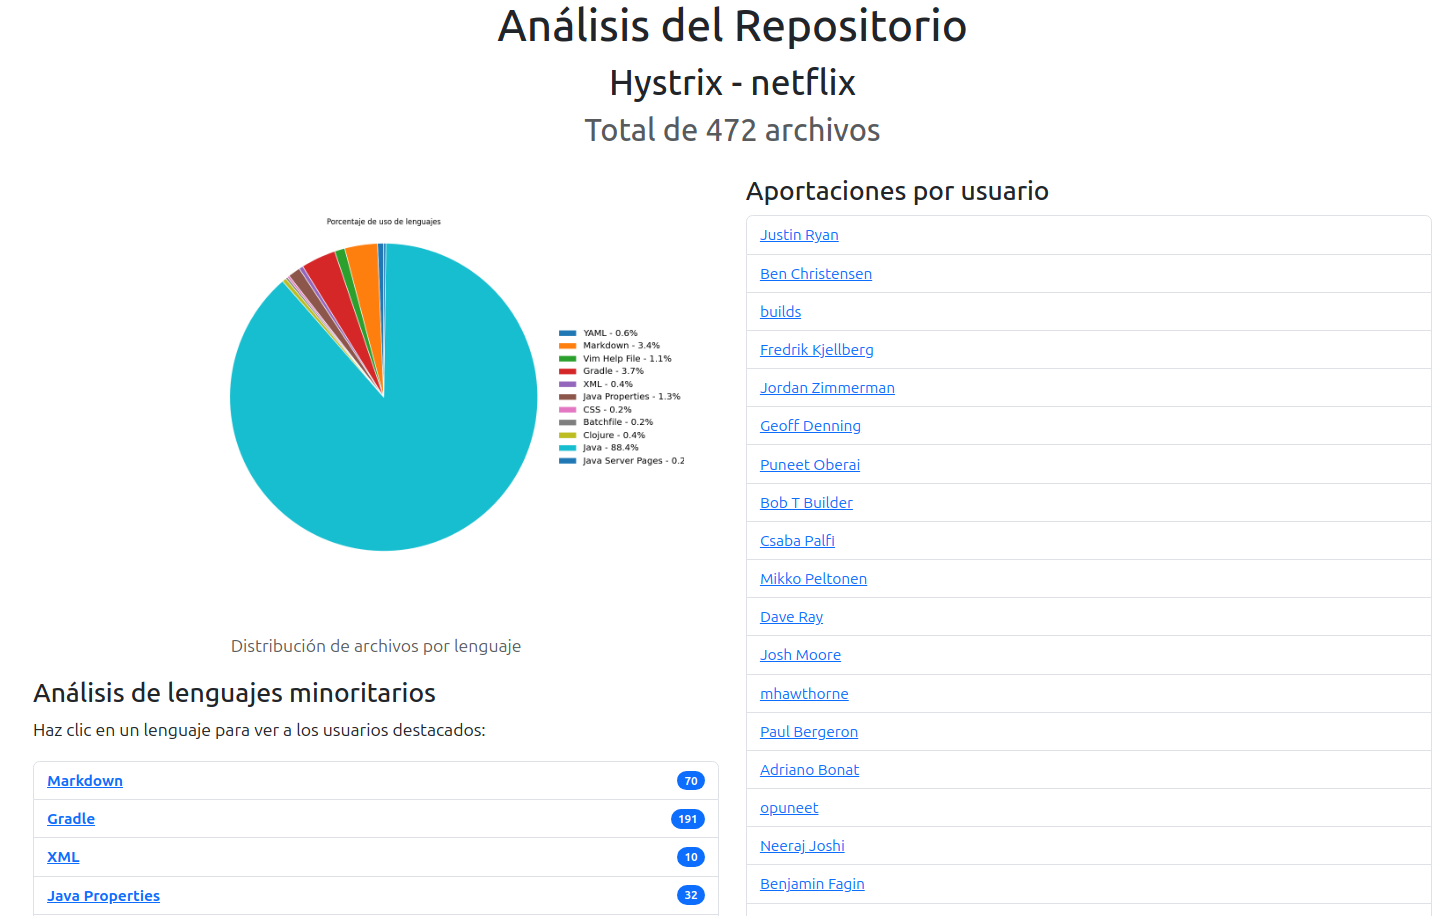 Análisis del Repositorio
Hystrix - netflix
Total de 472 archivos
Porcentaje de uso de lenguajes
YAML - 0.6%
Markdown - 3.4%
Vim Help File - 1.1%
Gradle - 3.7%
XML - 0.4%
Java Properties - 1.3%
CSS - 0.2%
Batchfile - 0.2%
Clojure - 0.4%
Java - 88.4%
Java Server Pages - 0.2
Distribución de archivos por lenguaje
Análisis de lenguajes minoritarios
Haz clic en un lenguaje para ver a los usuarios destacados:
Markdown 70
Gradle 191
XML 10
Java Properties 32
Aportaciones por usuario
Justin Ryan
Ben Christensen
builds
Fredrik Kjellberg
Jordan Zimmerman
Geoff Denning
Puneet Oberai
Bob T Builder
Csaba Palfi
Mikko Peltonen
Dave Ray
Josh Moore
mhawthorne
Paul Bergeron
Adriano Bonat
opuneet
Neeraj Joshi
Benjamin Fagin